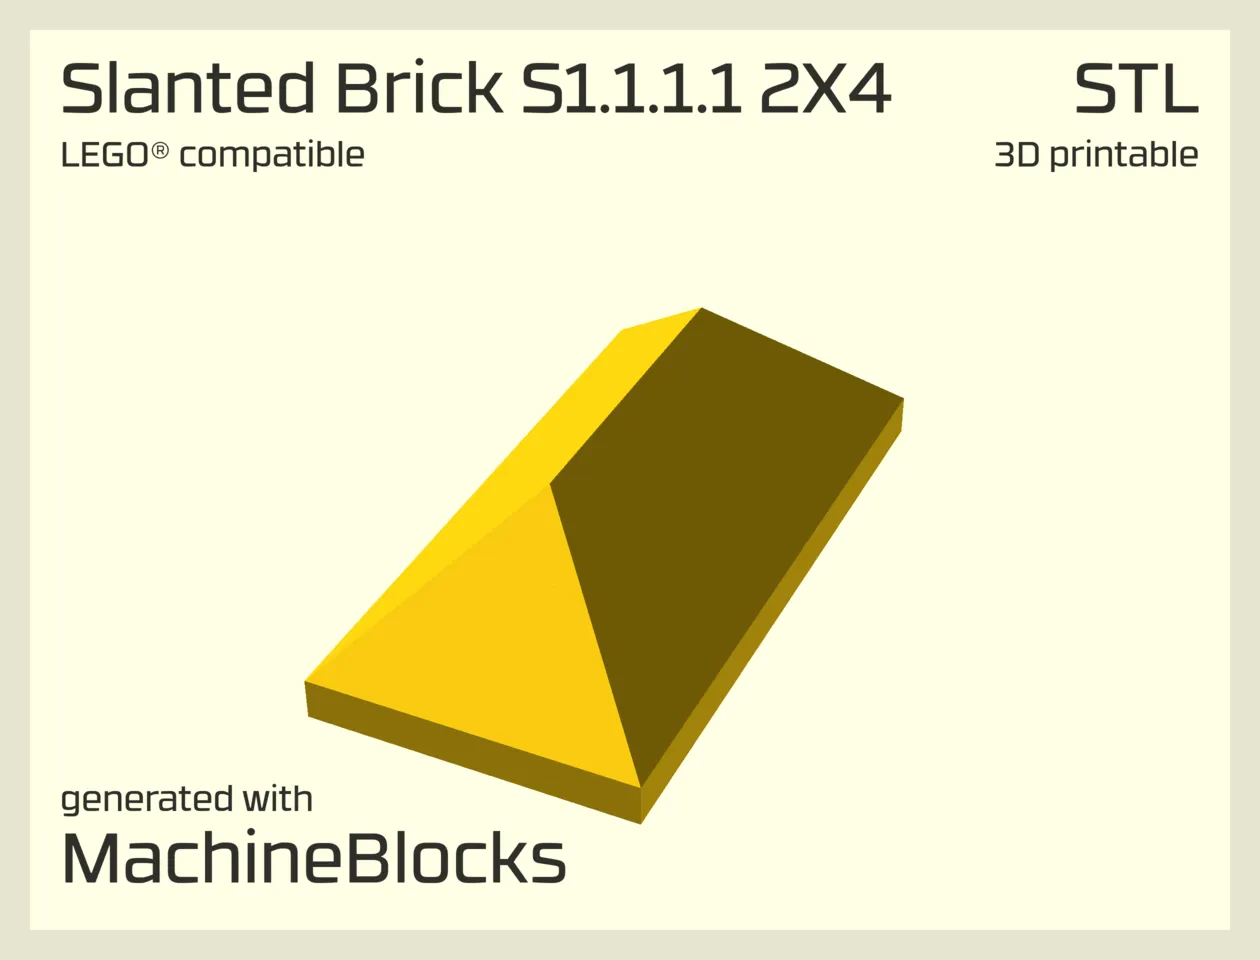 Slanted Brick S1.1.1.1 2X4
STL
LEGO® compatible
3D printable
generated with
MachineBlocks